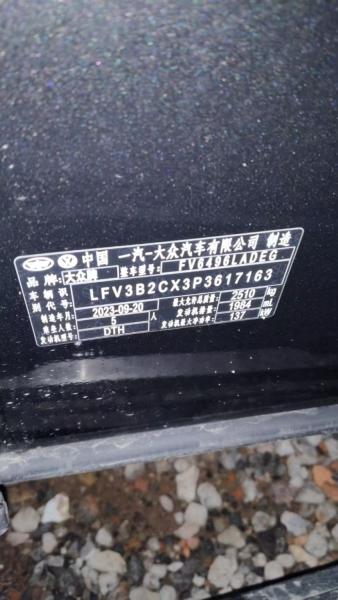 中国 一汽-大众汽车有限公司 制造
品牌: 大众牌 整车型号: FV6496LADEG
车辆识别代号: LFV3B2CX3P3617163
制造年月: 2023-09-20 最大允许总质量: 2510 kg
乘坐人数: 5 人 发动机排量: 1984 mL
发动机型号: DTH 发动机最大净功率: 137 kW